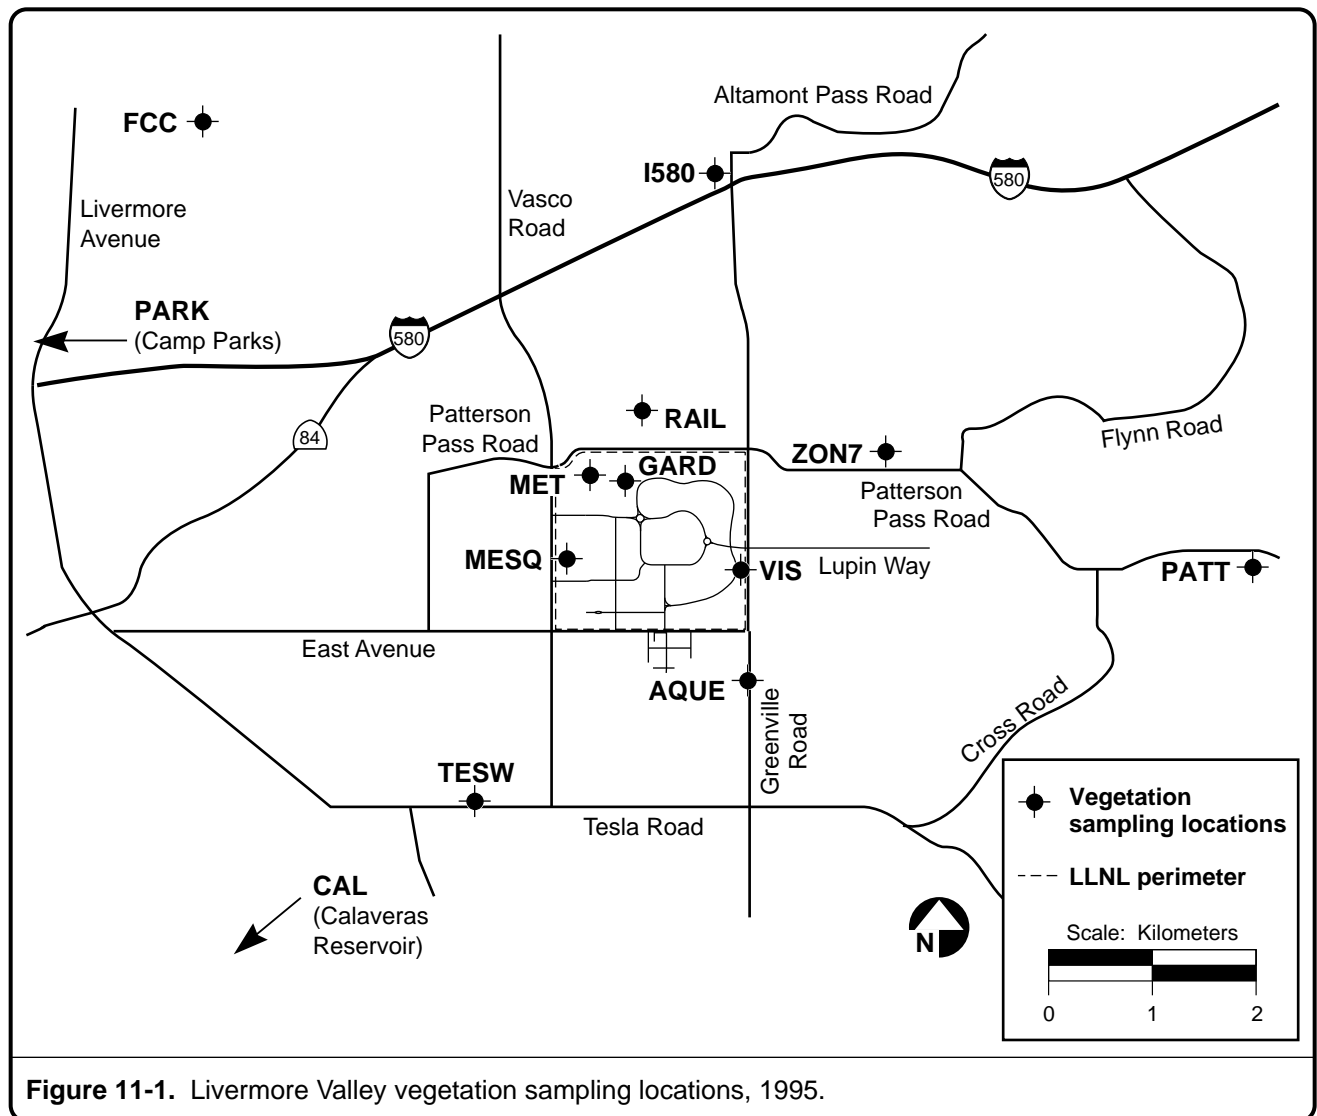 Altamont Pass Road
FCC
I580
580
Vasco
Road
Livermore
Avenue
PARK
(Camp Parks)
580
Patterson
Pass Road
RAIL
84
Flynn Road
ZON7
GARD
MET
Patterson
Pass Road
MESQ
VIS
Lupin Way
PATT
East Avenue
AQUE
Greenville
Road
Cross Road
TESW
Tesla Road
Vegetation
sampling locations
LLNL perimeter
CAL
(Calaveras
Reservoir)
N
Scale: Kilometers
0 1 2
Figure 11-1. Livermore Valley vegetation sampling locations, 1995.